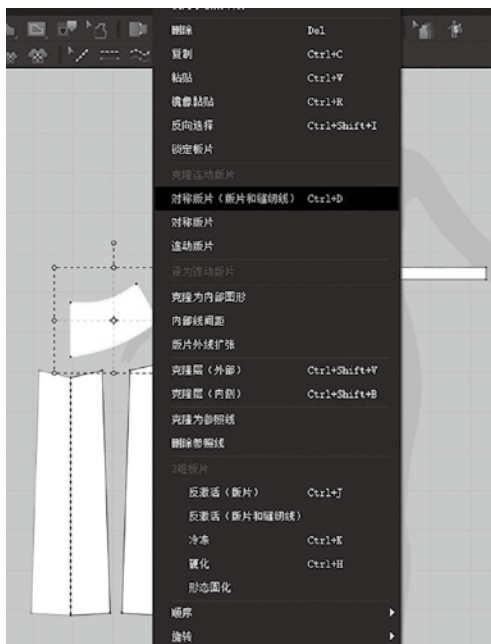 删除 Del
复制 Ctrl+C
粘贴 Ctrl+V
镜像黏贴 Ctrl+R
反向选择 Ctrl+Shift+I
锁定板片
克隆连动版片
对称版片（版片和缝纫线） Ctrl+D
对称版片
连动版片
设为连动版片
克隆为内部图形
内部线间距
版片外线扩张
克隆层（外部） Ctrl+Shift+V
克隆层（内侧） Ctrl+Shift+B
克隆为参照线
删除参照线
反激活（版片） Ctrl+J
反激活（版片和缝纫线）
冷冻 Ctrl+K
硬化 Ctrl+H
形态固化
顺序
旋转